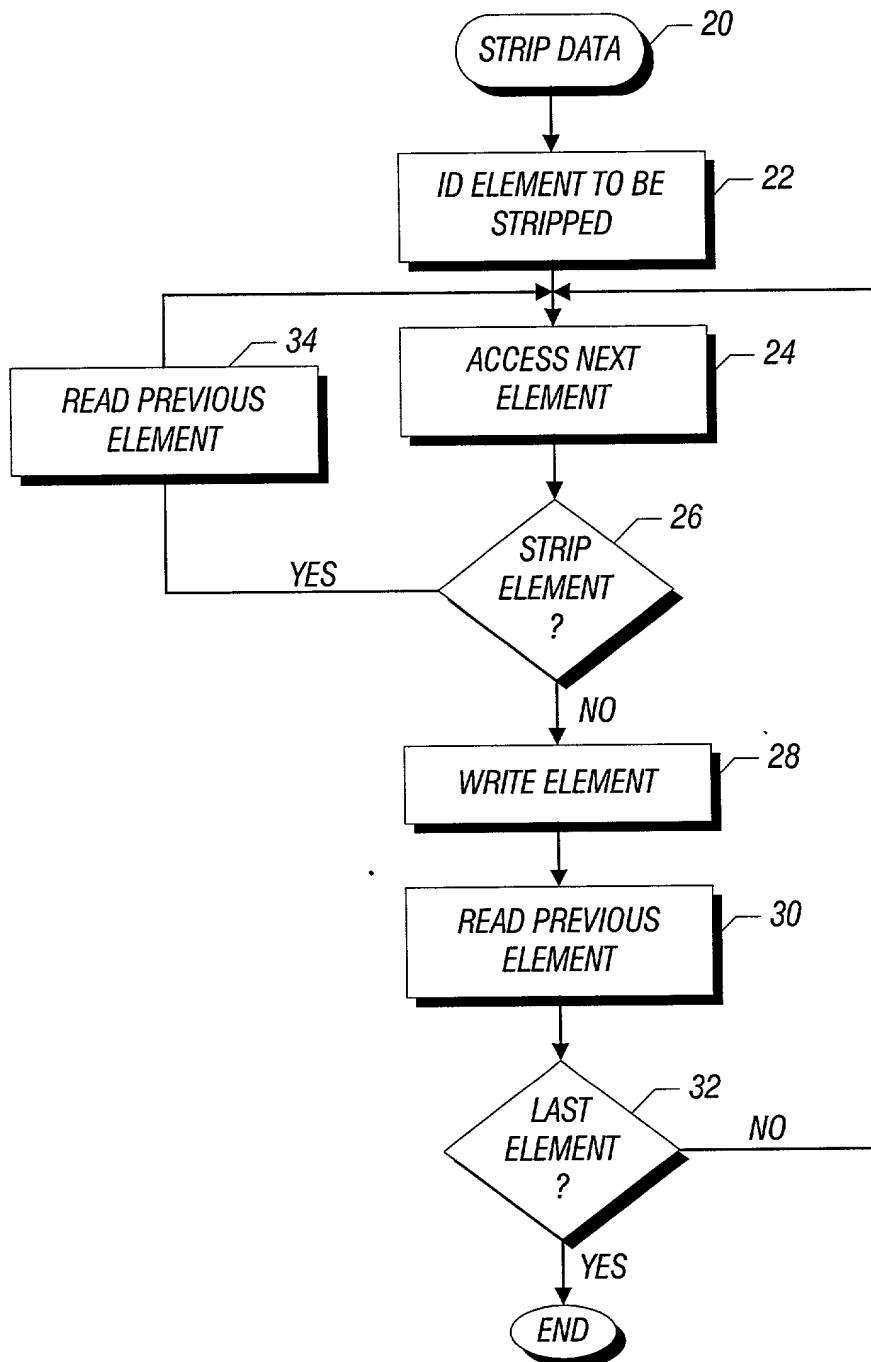 STRIP DATA
20
ID ELEMENT TO BE
STRIPPED
22
34
READ PREVIOUS
ELEMENT
ACCESS NEXT
ELEMENT
24
26
STRIP
ELEMENT
?
YES
NO
WRITE ELEMENT
28
READ PREVIOUS
ELEMENT
30
32
LAST
ELEMENT
?
NO
YES
END